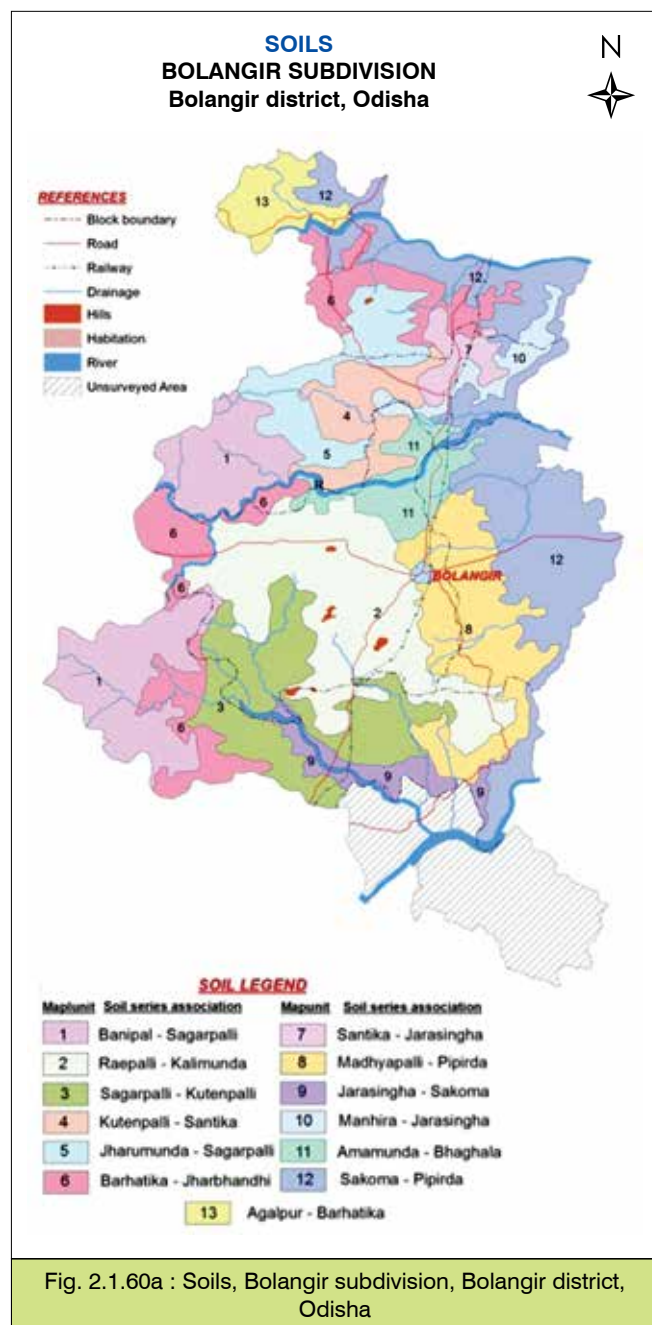 SOILS
BOLANGIR SUBDIVISION
Bolangir district, Odisha
N
REFERENCES
Block boundary
Road
Railway
Drainage
Hills
Habitation
River
Unsurveyed Area
13
12
6
12
7
10
4
1
5
11
R
6
11
6
BOLANGIR
12
6
2
8
1
3
6
9
9
9
SOIL LEGEND
Maplunit Soil series association Mapunit Soil series association
1 Banipal - Sagarpalli 7 Santika - Jarasingha
2 Raepalli - Kalimunda 8 Madhyapalli - Pipirda
3 Sagarpalli - Kutenpalli 9 Jarasingha - Sakoma
4 Kutenpalli - Santika 10 Manhira - Jarasingha
5 Jharumunda - Sagarpalli 11 Amamunda - Bhaghala
6 Barhatika - Jharbhandhi 12 Sakoma - Pipirda
13 Agalpur - Barhatika
Fig. 2.1.60a : Soils, Bolangir subdivision, Bolangir district,
Odisha